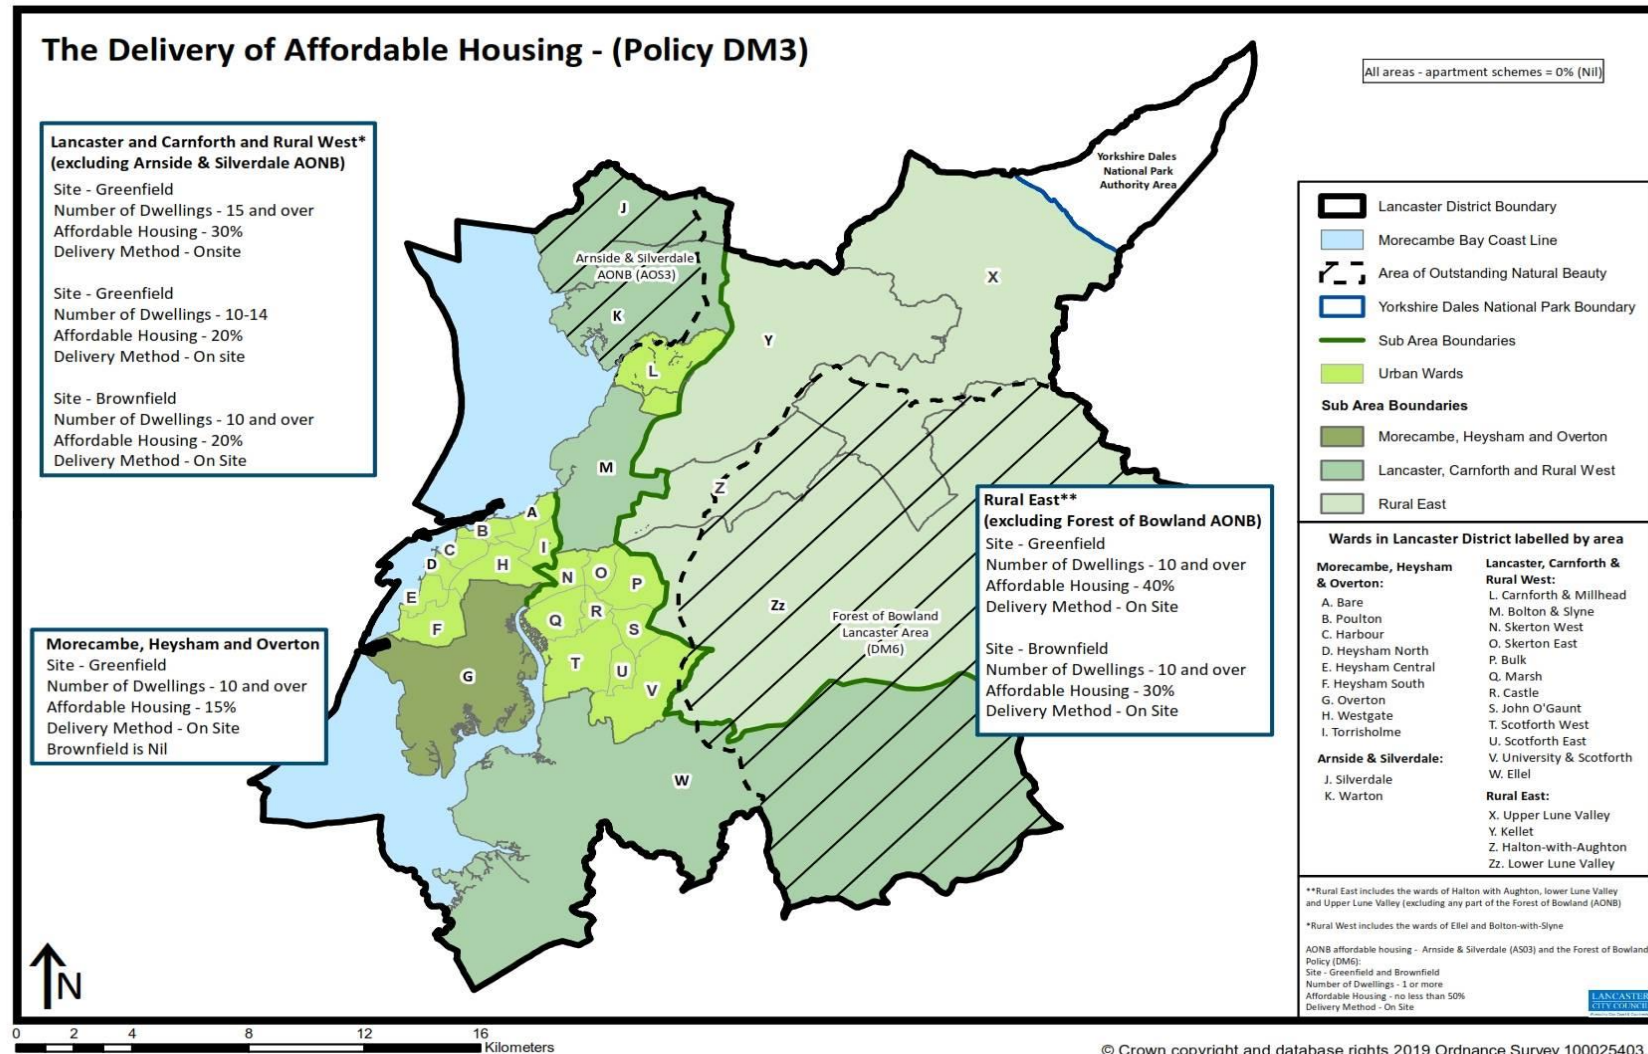 The Delivery of Affordable Housing - (Policy DM3)
All areas - apartment schemes = 0% (Nil)
Lancaster and Carnforth and Rural West*
(excluding Arnside & Silverdale AONB)
Site - Greenfield
Number of Dwellings - 15 and over
Affordable Housing - 30%
Delivery Method - Onsite
Site - Greenfield
Number of Dwellings - 10-14
Affordable Housing - 20%
Delivery Method - On site
Site - Brownfield
Number of Dwellings - 10 and over
Affordable Housing - 20%
Delivery Method - On Site
Morecambe, Heysham and Overton
Site - Greenfield
Number of Dwellings - 10 and over
Affordable Housing - 15%
Delivery Method - On Site
Brownfield is Nil
Yorkshire Dales
National Park
Authority Area
J
Arnside & Silverdale
AONB (AOS3)
K
X
Y
L
M
Z
A
B
C
I
D
H
E
F
G
N
O
P
Q
R
S
T
U
V
W
Zz
Forest of Bowland
Lancaster Area
(DM6)
Rural East**
(excluding Forest of Bowland AONB)
Site - Greenfield
Number of Dwellings - 10 and over
Affordable Housing - 40%
Delivery Method - On Site
Site - Brownfield
Number of Dwellings - 10 and over
Affordable Housing - 30%
Delivery Method - On Site
Lancaster District Boundary
Morecambe Bay Coast Line
Area of Outstanding Natural Beauty
Yorkshire Dales National Park Boundary
Sub Area Boundaries
Urban Wards
Sub Area Boundaries
Morecambe, Heysham and Overton
Lancaster, Carnforth and Rural West
Rural East
Wards in Lancaster District labelled by area
Morecambe, Heysham
& Overton:
A. Bare
B. Poulton
C. Harbour
D. Heysham North
E. Heysham Central
F. Heysham South
G. Overton
H. Westgate
I. Torrisholme
Arnside & Silverdale:
J. Silverdale
K. Warton
Lancaster, Carnforth &
Rural West:
L. Carnforth & Millhead
M. Bolton & Slyne
N. Skerton West
O. Skerton East
P. Bulk
Q. Marsh
R. Castle
S. John O'Gaunt
T. Scotforth West
U. Scotforth East
V. University & Scotforth
W. Ellel
Rural East:
X. Upper Lune Valley
Y. Kellet
Z. Halton-with-Aughton
Zz. Lower Lune Valley
**Rural East includes the wards of Halton with Aughton, lower Lune Valley
and Upper Lune Valley (excluding any part of the Forest of Bowland (AONB)
*Rural West includes the wards of Ellel and Bolton-with-Slyne
AONB affordable housing - Arnside & Silverdale (AS03) and the Forest of Bowland
Policy (DM6):
Site - Greenfield and Brownfield
Number of Dwellings - 1 or more
Affordable Housing - no less than 50%
Delivery Method - On Site
LANCASTER
CITY COUNCIL
N
0 2 4 8 12 16
Kilometers
© Crown copyright and database rights 2019 Ordnance Survey 100025403